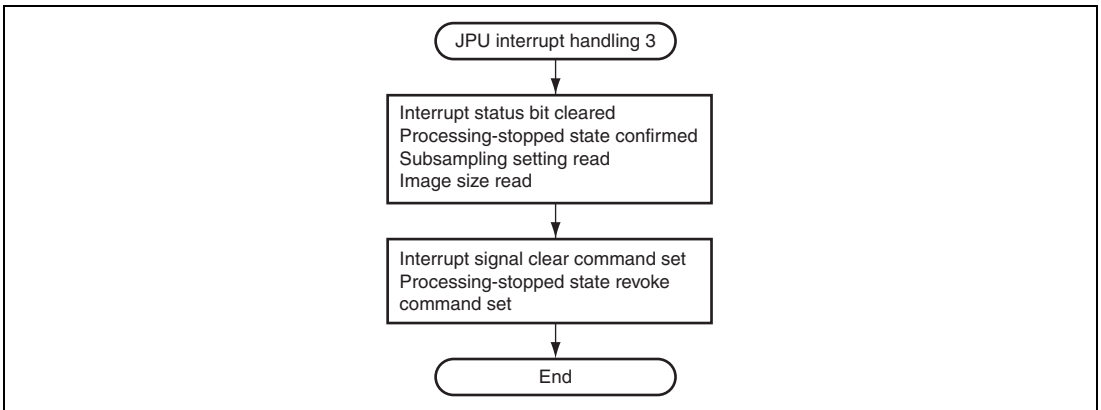 JPU interrupt handling 3
Interrupt status bit cleared
Processing-stopped state confirmed
Subsampling setting read
Image size read
Interrupt signal clear command set
Processing-stopped state revoke
command set
End